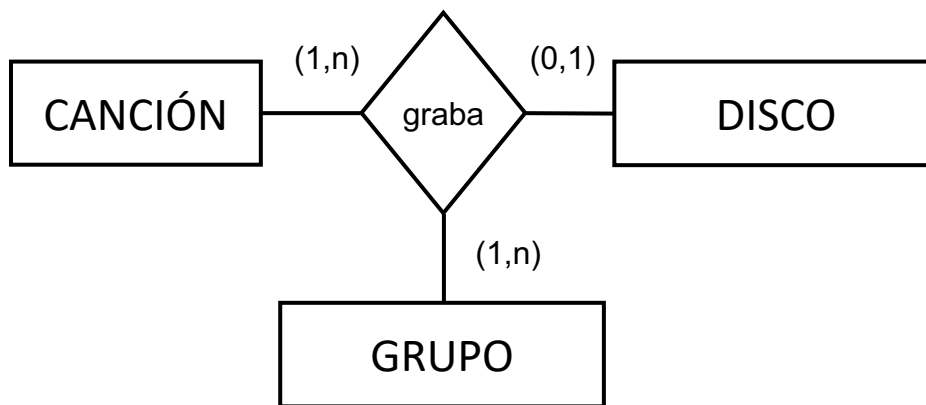 (1,n)
(0,1)
CANCIÓN
graba
DISCO
(1,n)
GRUPO